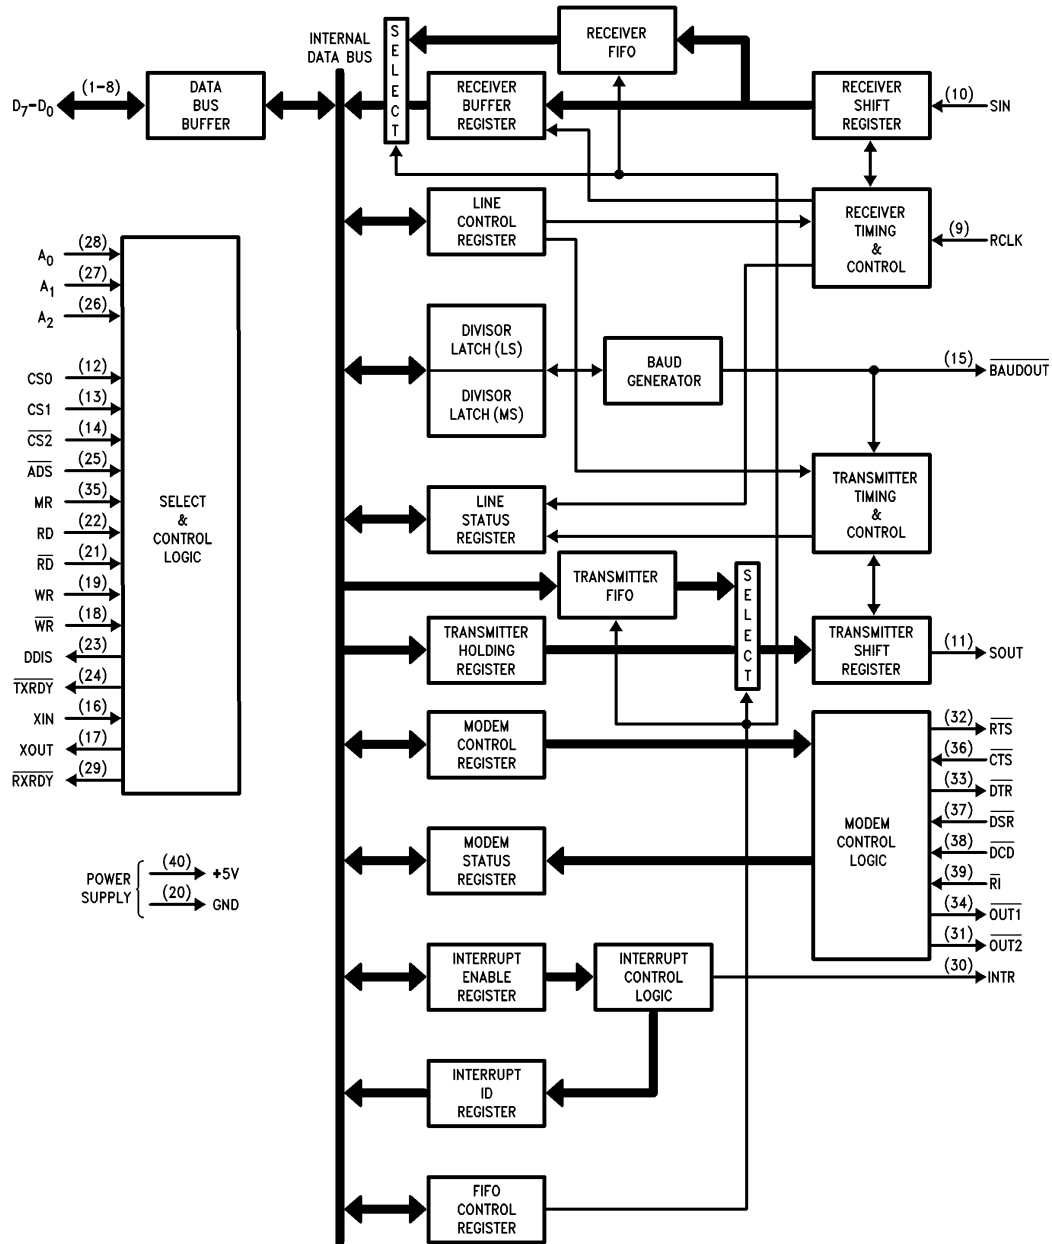 INTERNAL
DATA BUS
SELECT
RECEIVER
FIFO
D7-D0
(1-8)
DATA
BUS
BUFFER
RECEIVER
BUFFER
REGISTER
RECEIVER
SHIFT
REGISTER
(10)
SIN
LINE
CONTROL
REGISTER
RECEIVER
TIMING
&
CONTROL
(9)
RCLK
A0
(28)
A1
(27)
A2
(26)
CS0
(12)
CS1
(13)
CS2
(14)
ADS
(25)
MR
(35)
RD
(22)
RD
(21)
WR
(19)
WR
(18)
DDIS
(23)
TXRDY
(24)
XIN
(16)
XOUT
(17)
RXRDY
(29)
SELECT
&
CONTROL
LOGIC
DIVISOR
LATCH (LS)
DIVISOR
LATCH (MS)
BAUD
GENERATOR
(15)
BAUDOUT
LINE
STATUS
REGISTER
TRANSMITTER
TIMING
&
CONTROL
TRANSMITTER
FIFO
SELECT
TRANSMITTER
HOLDING
REGISTER
TRANSMITTER
SHIFT
REGISTER
(11)
SOUT
MODEM
CONTROL
REGISTER
MODEM
STATUS
REGISTER
MODEM
CONTROL
LOGIC
(32)
RTS
(36)
CTS
(33)
DTR
(37)
DSR
(38)
DCD
(39)
RI
(34)
OUT1
(31)
OUT2
(30)
INTR
POWER
SUPPLY
(40)
+5V
(20)
GND
INTERRUPT
ENABLE
REGISTER
INTERRUPT
CONTROL
LOGIC
INTERRUPT
ID
REGISTER
FIFO
CONTROL
REGISTER